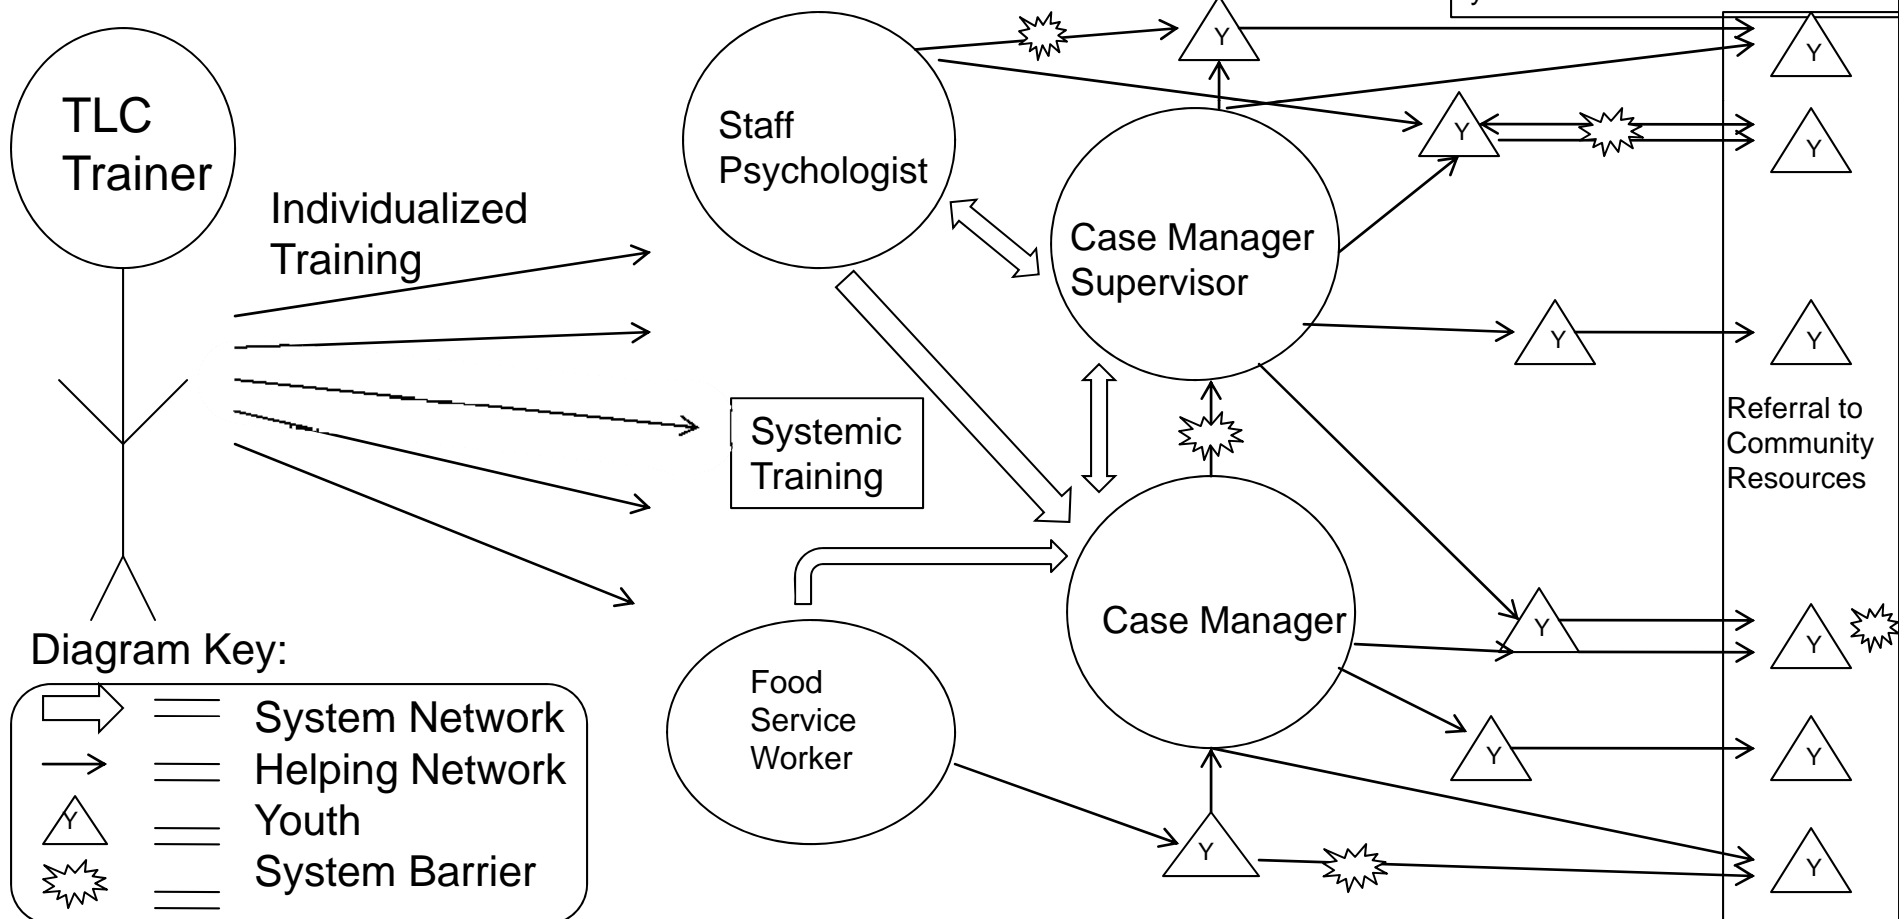 TLC
Trainer
Individualized
Training
Staff
Psychologist
Case Manager
Supervisor
Systemic
Training
Case Manager
Food
Service
Worker
Y
Y
Y
Y
Y
Y
Referral to
Community
Resources
Y
Y
Y
Y
Y
Y
Diagram Key:
System Network
Helping Network
Y
Youth
System Barrier